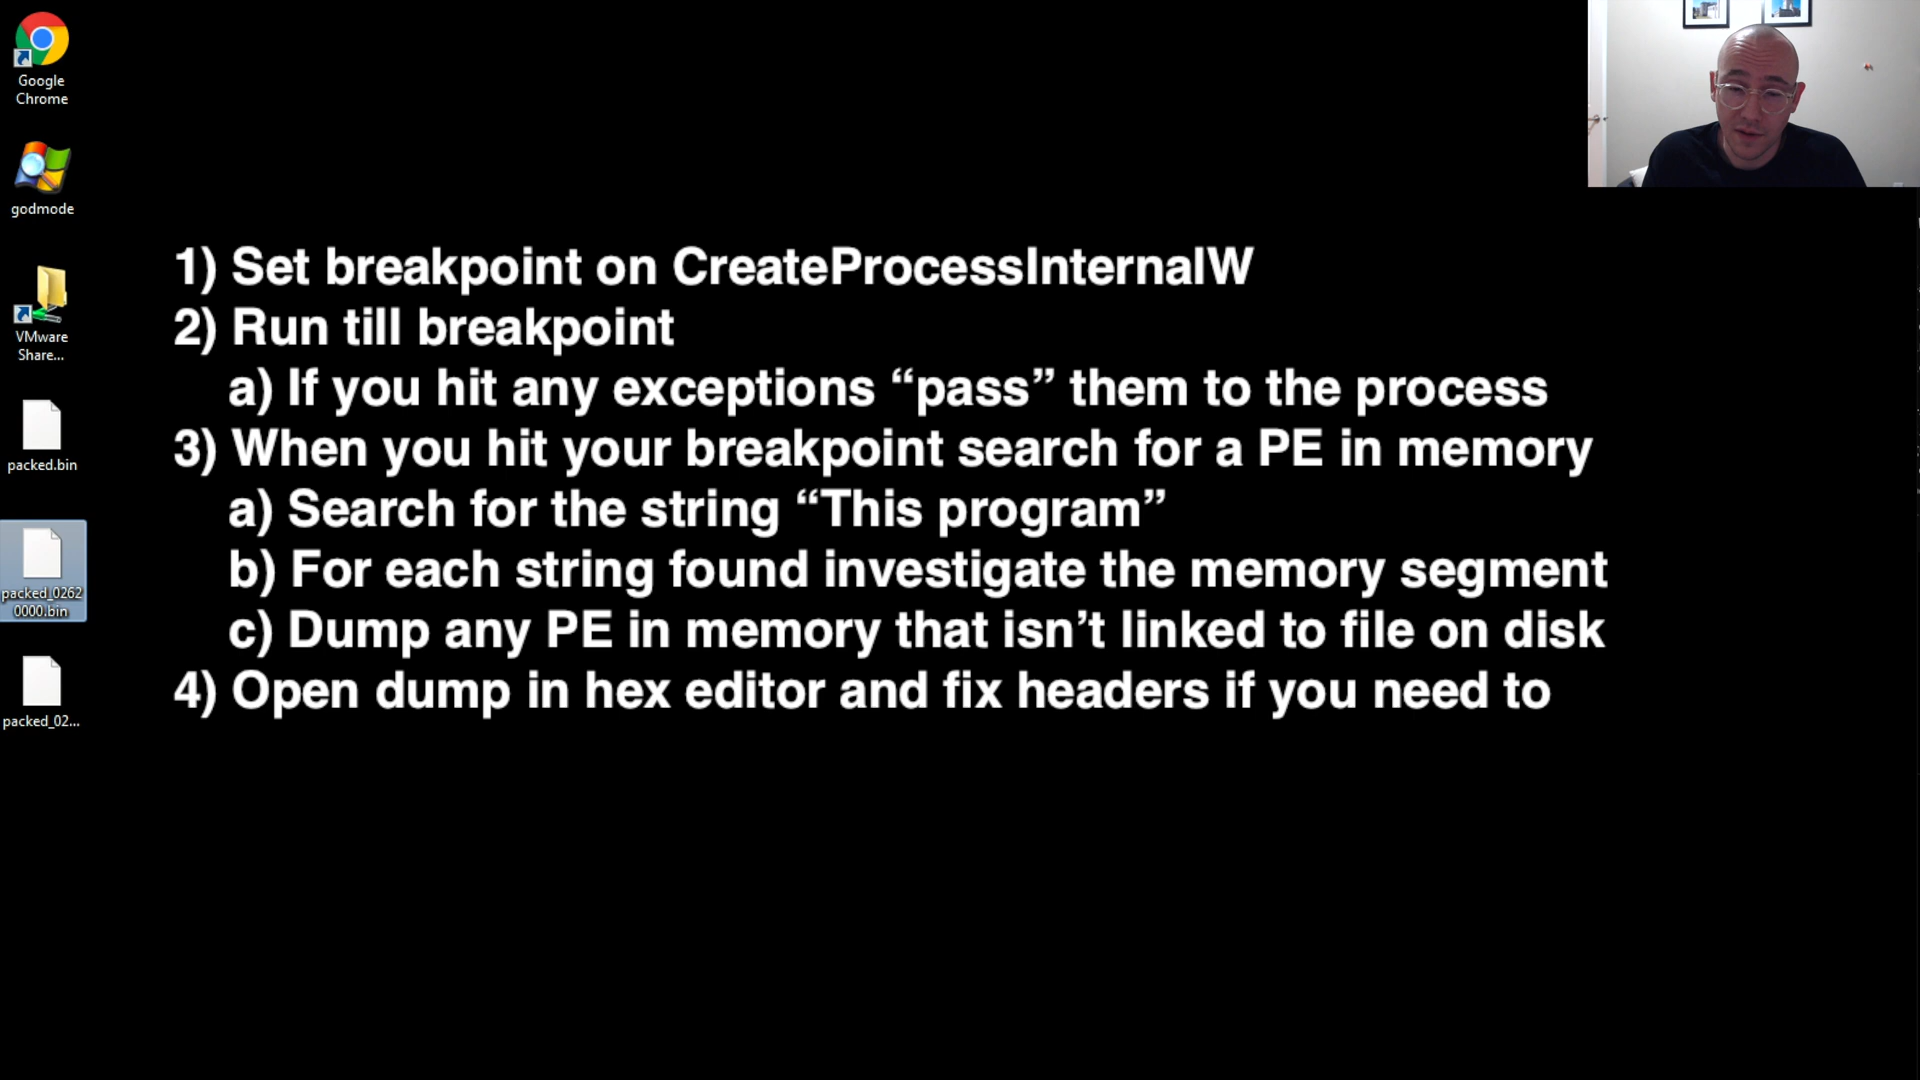 Google
Chrome
godmode
VMware
Share...
packed.bin
packed_0262
0000.bin
packed_02...
1) Set breakpoint on CreateProcessInternalW
2) Run till breakpoint
a) If you hit any exceptions “pass” them to the process
3) When you hit your breakpoint search for a PE in memory
a) Search for the string “This program”
b) For each string found investigate the memory segment
c) Dump any PE in memory that isn’t linked to file on disk
4) Open dump in hex editor and fix headers if you need to